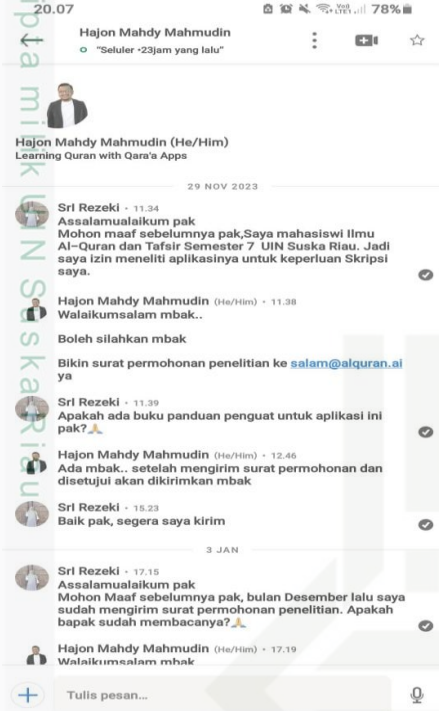 20.07
78%
Hajon Mahdy Mahmudin
"Seluler •23jam yang lalu"
Hajon Mahdy Mahmudin (He/Him)
Learning Quran with Qara'a Apps
29 NOV 2023
SrI Rezeki • 11.34
Assalamualaikum pak
Mohon maaf sebelumnya pak,Saya mahasiswi Ilmu
Al-Quran dan Tafsir Semester 7 UIN Suska Riau. Jadi
saya izin meneliti aplikasinya untuk keperluan Skripsi
saya.
Hajon Mahdy Mahmudin (He/Him) • 11.38
Walaikumsalam mbak..
Boleh silahkan mbak
Bikin surat permohonan penelitian ke salam@alquran.ai
ya
SrI Rezeki • 11.39
Apakah ada buku panduan penguat untuk aplikasi ini
pak?🙏
Hajon Mahdy Mahmudin (He/Him) • 12.46
Ada mbak.. setelah mengirim surat permohonan dan
disetujui akan dikirimkan mbak
SrI Rezeki • 15.23
Baik pak, segera saya kirim
3 JAN
SrI Rezeki • 17.15
Assalamualaikum pak
Mohon Maaf sebelumnya pak, bulan Desember lalu saya
sudah mengirim surat permohonan penelitian. Apakah
bapak sudah membacanya?🙏
Hajon Mahdy Mahmudin (He/Him) • 17.19
Walaikumsalam mbak
Tulis pesan...
ipta milik UIN Suska Riau